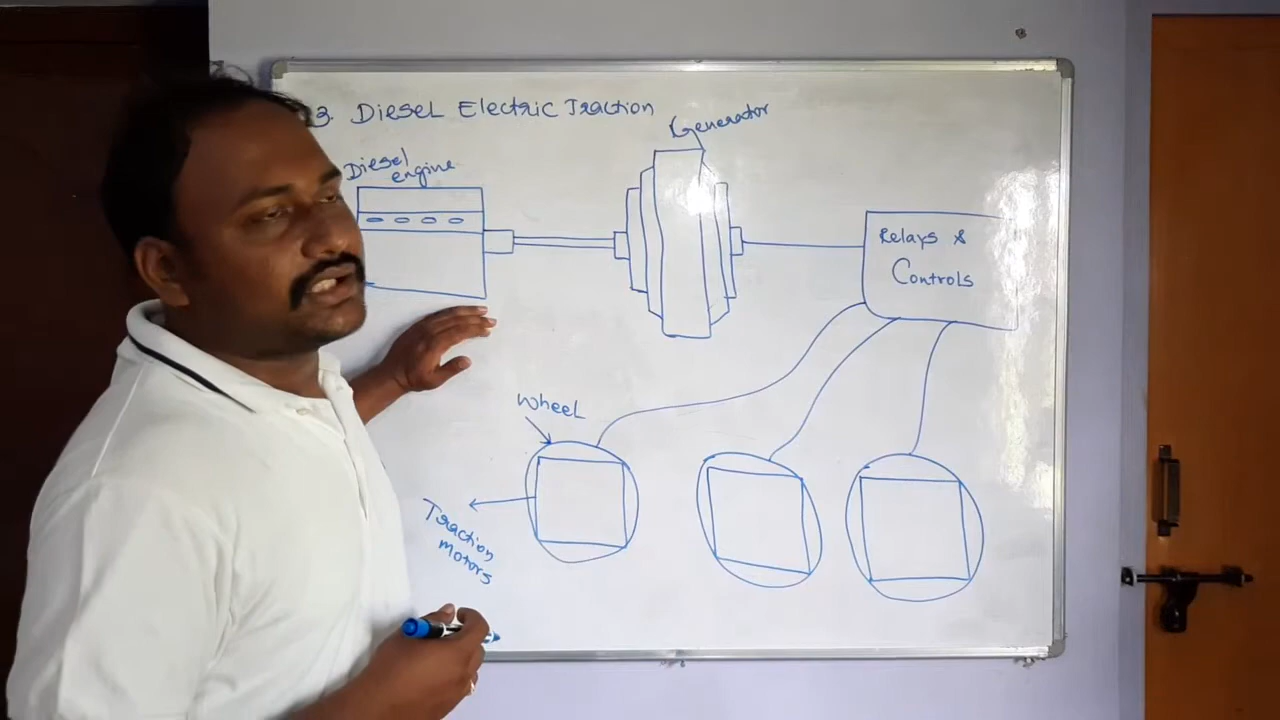 3. Diesel Electric Traction
Generator
Diesel
engine
Relays &
Controls
Wheel
Traction
motors